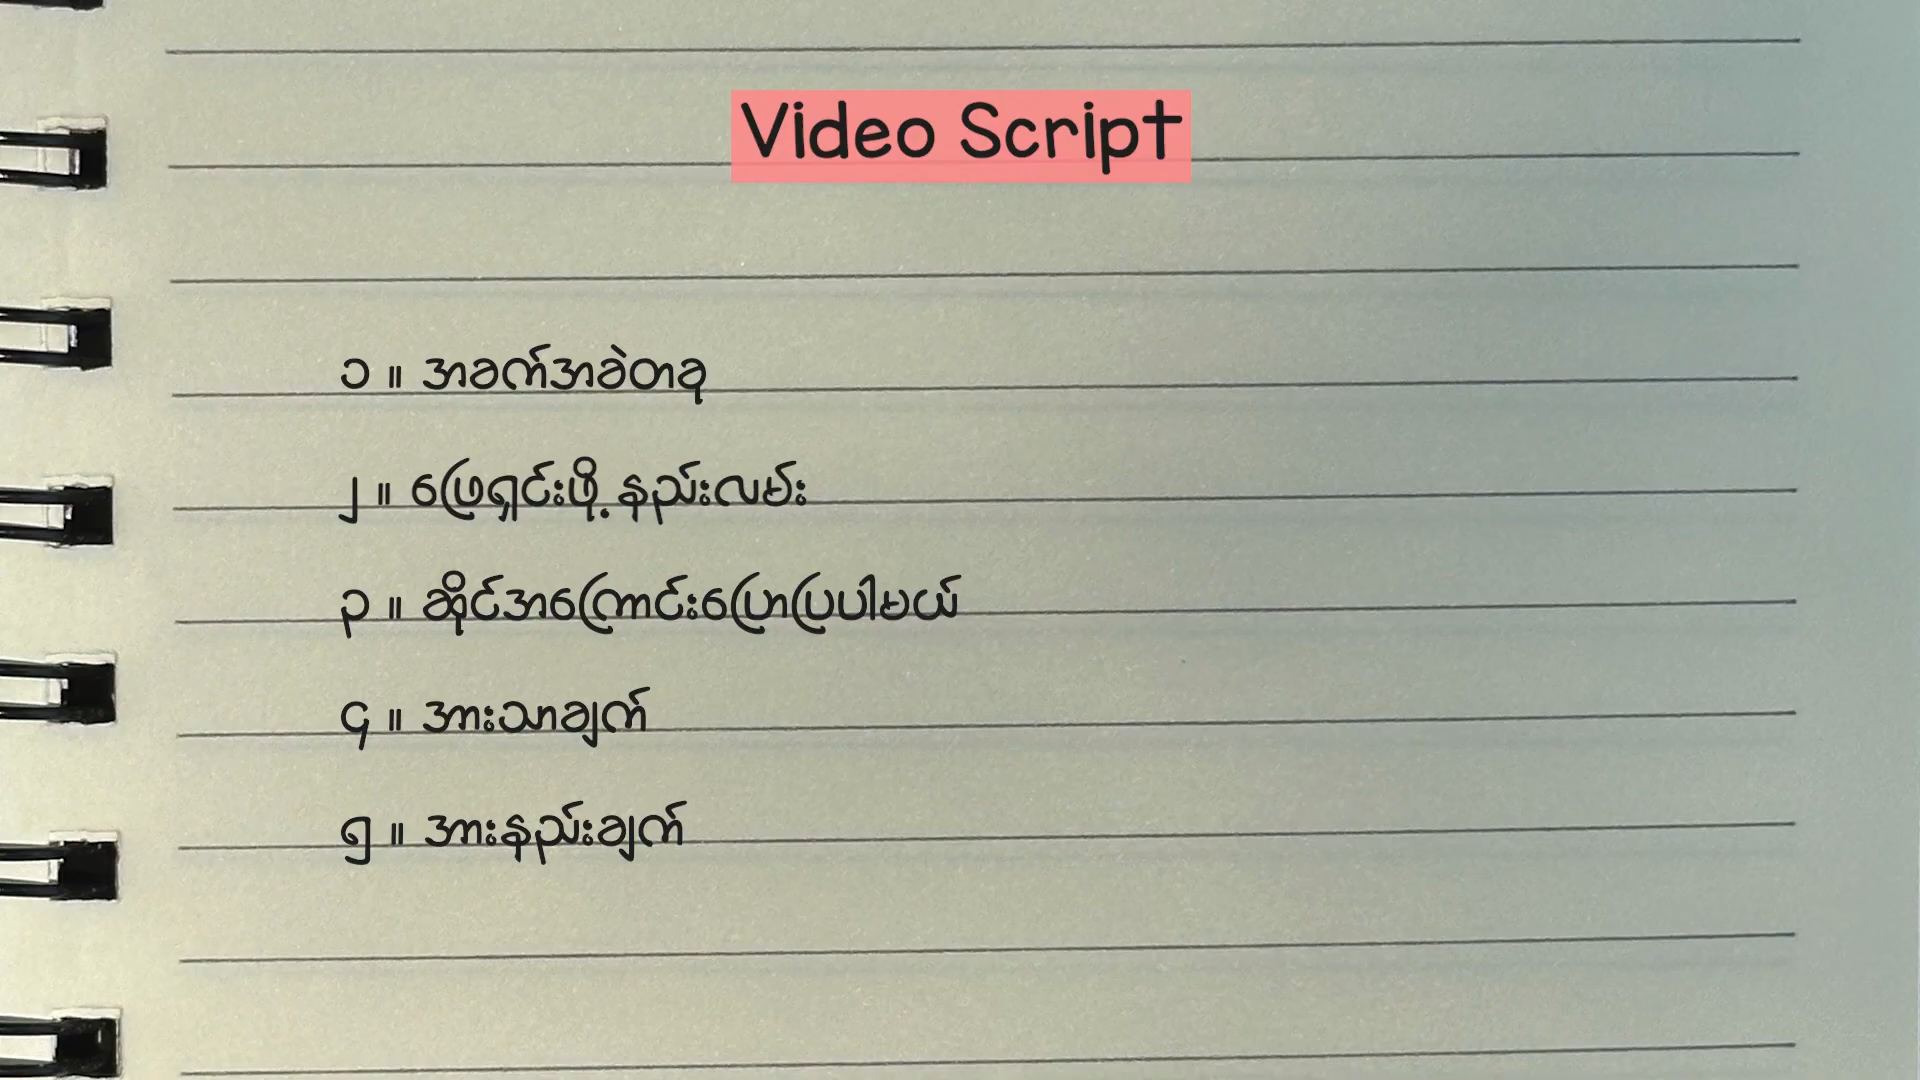 Video Script
၁ ။ အခက်အခဲတခု
၂ ။ ဖြေရှင်းဖို့ နည်းလမ်း
၃ ။ ဆိုင်အကြောင်းပြောပြပါမယ်
၄ ။ အားသာချက်
၅ ။ အားနည်းချက်